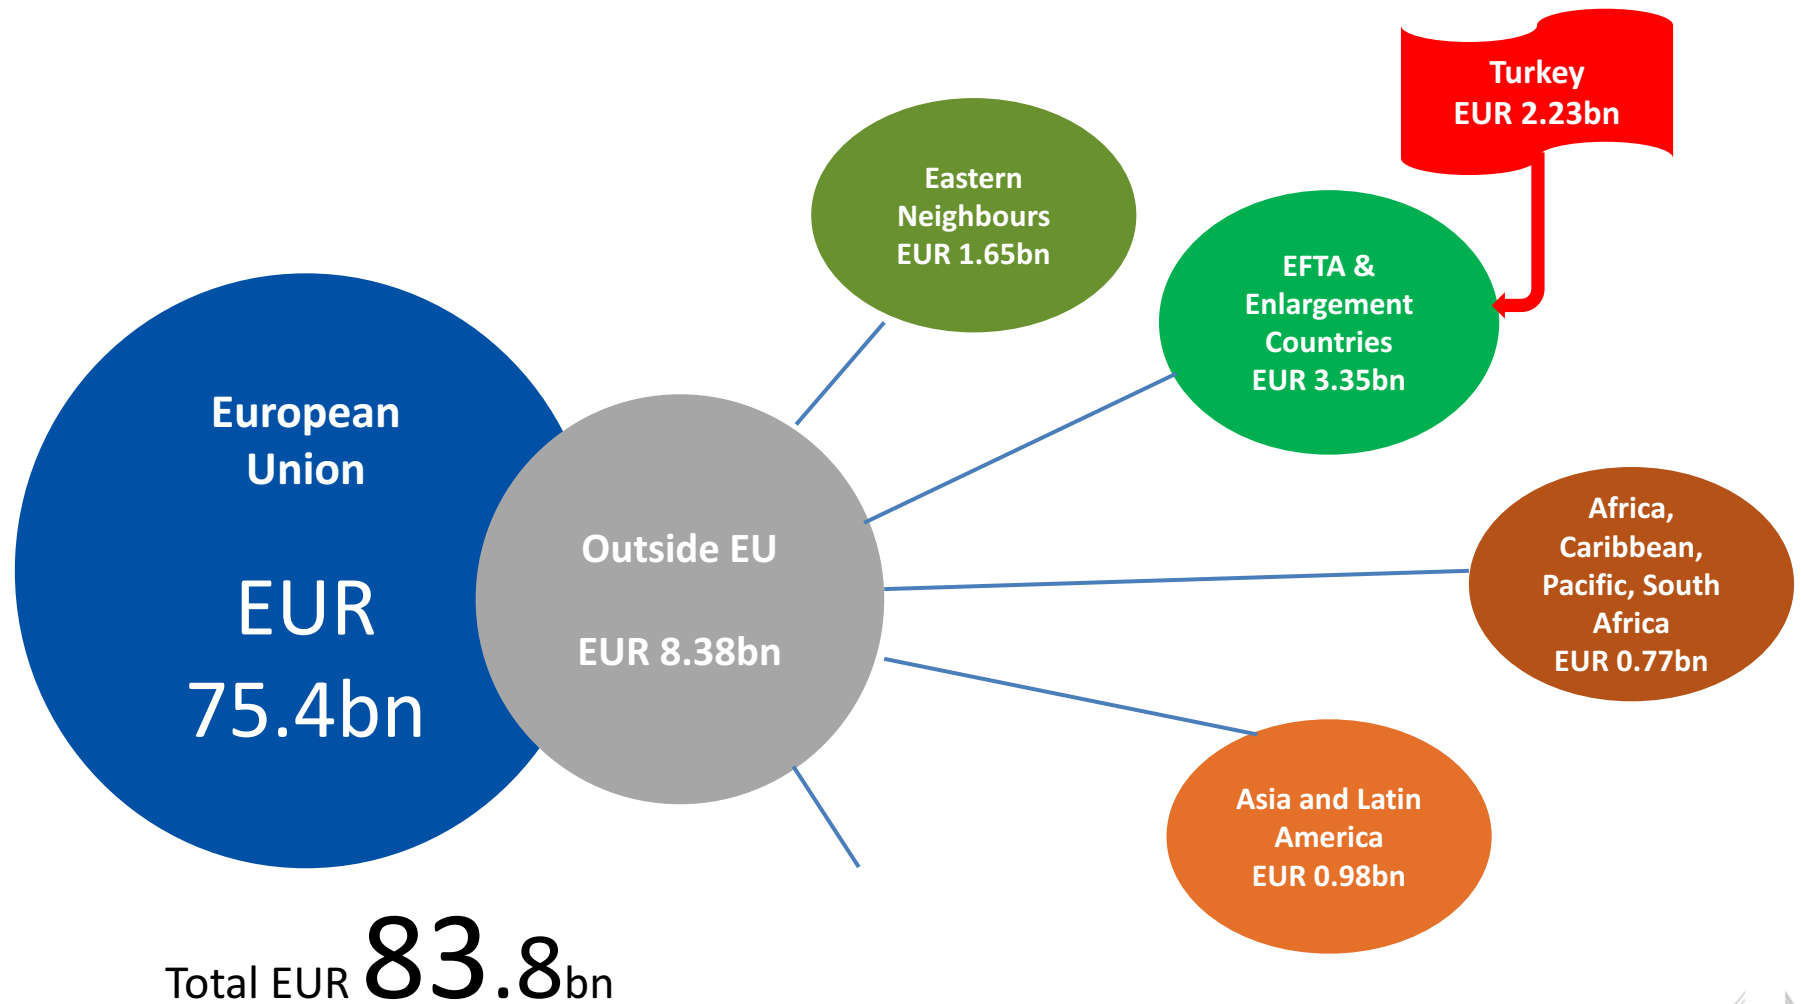 Turkey
EUR 2.23bn
Eastern
Neighbours
EUR 1.65bn
EFTA &
Enlargement
Countries
EUR 3.35bn
European
Union
EUR
75.4bn
Outside EU
EUR 8.38bn
Africa,
Caribbean,
Pacific, South
Africa
EUR 0.77bn
Asia and Latin
America
EUR 0.98bn
Total EUR 83.8bn